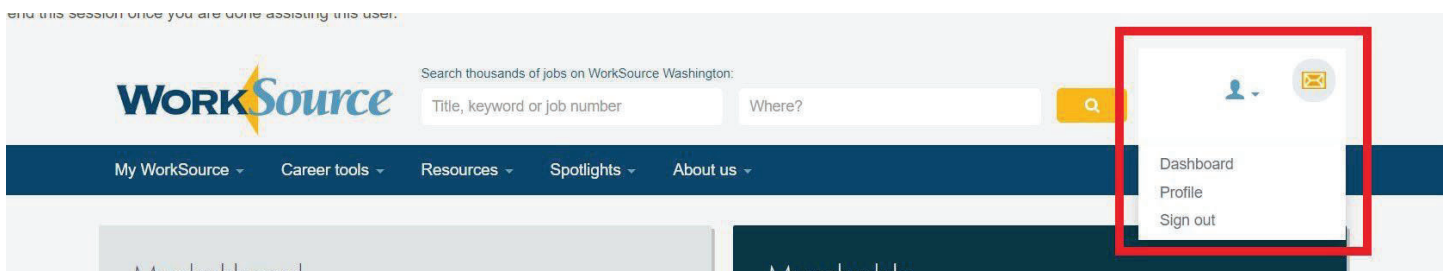 end this session once you are done assisting this user.
WORKSource
Search thousands of jobs on WorkSource Washington:
Title, keyword or job number
Where?
My WorkSource
Career tools
Resources
Spotlights
About us
Dashboard
Profile
Sign out